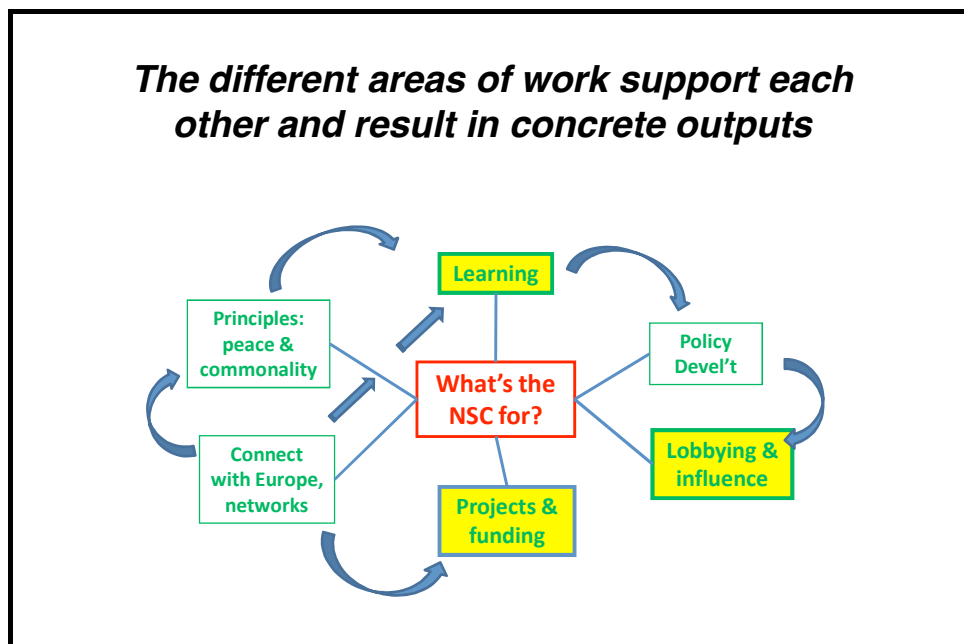 The different areas of work support each
other and result in concrete outputs
Learning
Principles:
peace &
commonality
Policy
Devel’t
What’s the
NSC for?
Connect
with Europe,
networks
Lobbying &
influence
Projects &
funding